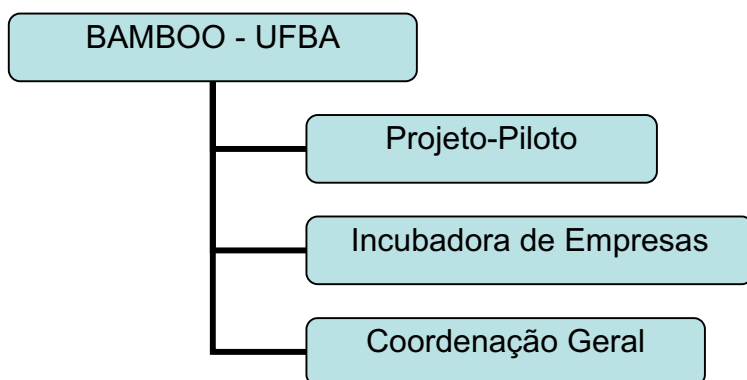 BAMBOO - UFBA
Projeto-Piloto
Incubadora de Empresas
Coordenação Geral